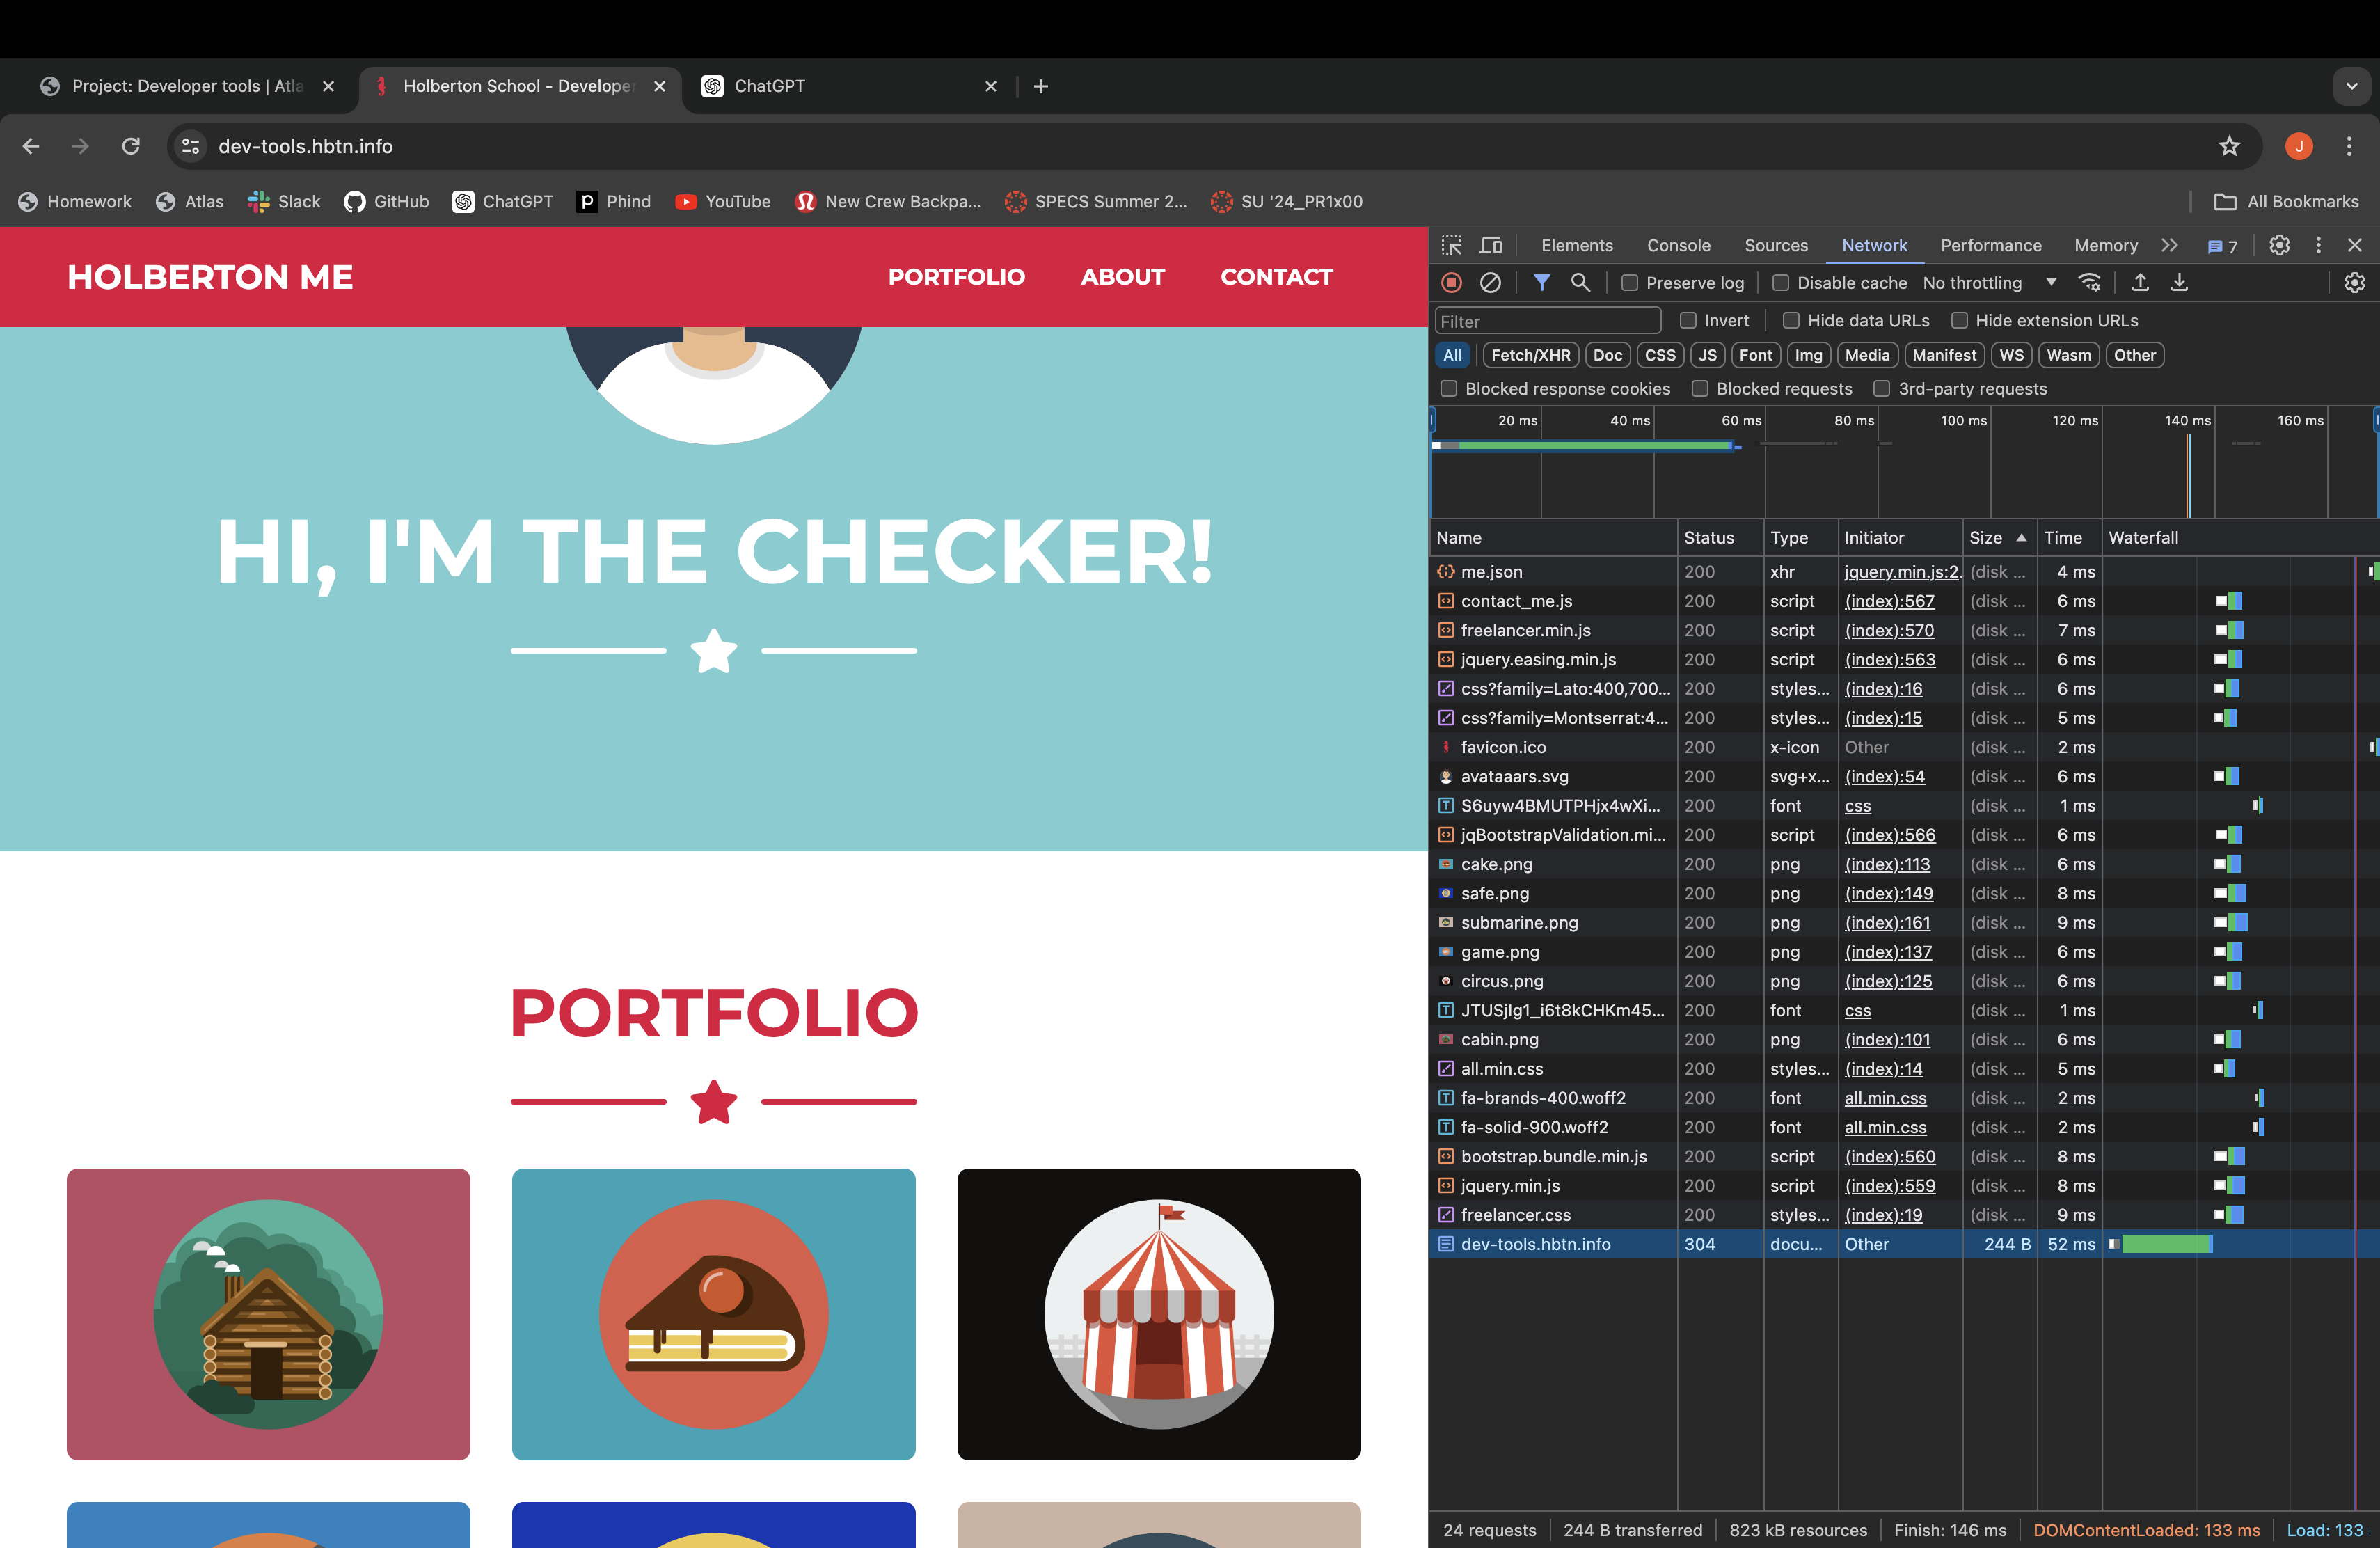 Project: Developer tools | Atla
Holberton School - Developer
ChatGPT
dev-tools.hbtn.info
J
Homework
Atlas
Slack
GitHub
ChatGPT
Phind
YouTube
New Crew Backpa...
SPECS Summer 2...
SU '24_PR1x00
All Bookmarks
HOLBERTON ME
PORTFOLIO
ABOUT
CONTACT
HI, I'M THE CHECKER!
PORTFOLIO
Elements Console Sources Network Performance Memory 7
Preserve log Disable cache No throttling
Filter Invert Hide data URLs Hide extension URLs
All Fetch/XHR Doc CSS JS Font Img Media Manifest WS Wasm Other
Blocked response cookies Blocked requests 3rd-party requests
20 ms 40 ms 60 ms 80 ms 100 ms 120 ms 140 ms 160 ms
Name Status Type Initiator Size Time Waterfall
me.json 200 xhr jquery.min.js:2. (disk ... 4 ms
contact_me.js 200 script (index):567 (disk ... 6 ms
freelancer.min.js 200 script (index):570 (disk ... 7 ms
jquery.easing.min.js 200 script (index):563 (disk ... 6 ms
css?family=Lato:400,700... 200 styles... (index):16 (disk ... 6 ms
css?family=Montserrat:4... 200 styles... (index):15 (disk ... 5 ms
favicon.ico 200 x-icon Other (disk ... 2 ms
avataaars.svg 200 svg+x... (index):54 (disk ... 6 ms
S6uyw4BMUTPHjx4wXi... 200 font css (disk ... 1 ms
jqBootstrapValidation.mi... 200 script (index):566 (disk ... 6 ms
cake.png 200 png (index):113 (disk ... 6 ms
safe.png 200 png (index):149 (disk ... 8 ms
submarine.png 200 png (index):161 (disk ... 9 ms
game.png 200 png (index):137 (disk ... 6 ms
circus.png 200 png (index):125 (disk ... 6 ms
JTUSjIg1_i6t8kCHKm45... 200 font css (disk ... 1 ms
cabin.png 200 png (index):101 (disk ... 6 ms
all.min.css 200 styles... (index):14 (disk ... 5 ms
fa-brands-400.woff2 200 font all.min.css (disk ... 2 ms
fa-solid-900.woff2 200 font all.min.css (disk ... 2 ms
bootstrap.bundle.min.js 200 script (index):560 (disk ... 8 ms
jquery.min.js 200 script (index):559 (disk ... 8 ms
freelancer.css 200 styles... (index):19 (disk ... 9 ms
dev-tools.hbtn.info 304 docu... Other 244 B 52 ms
24 requests 244 B transferred 823 kB resources Finish: 146 ms DOMContentLoaded: 133 ms Load: 133